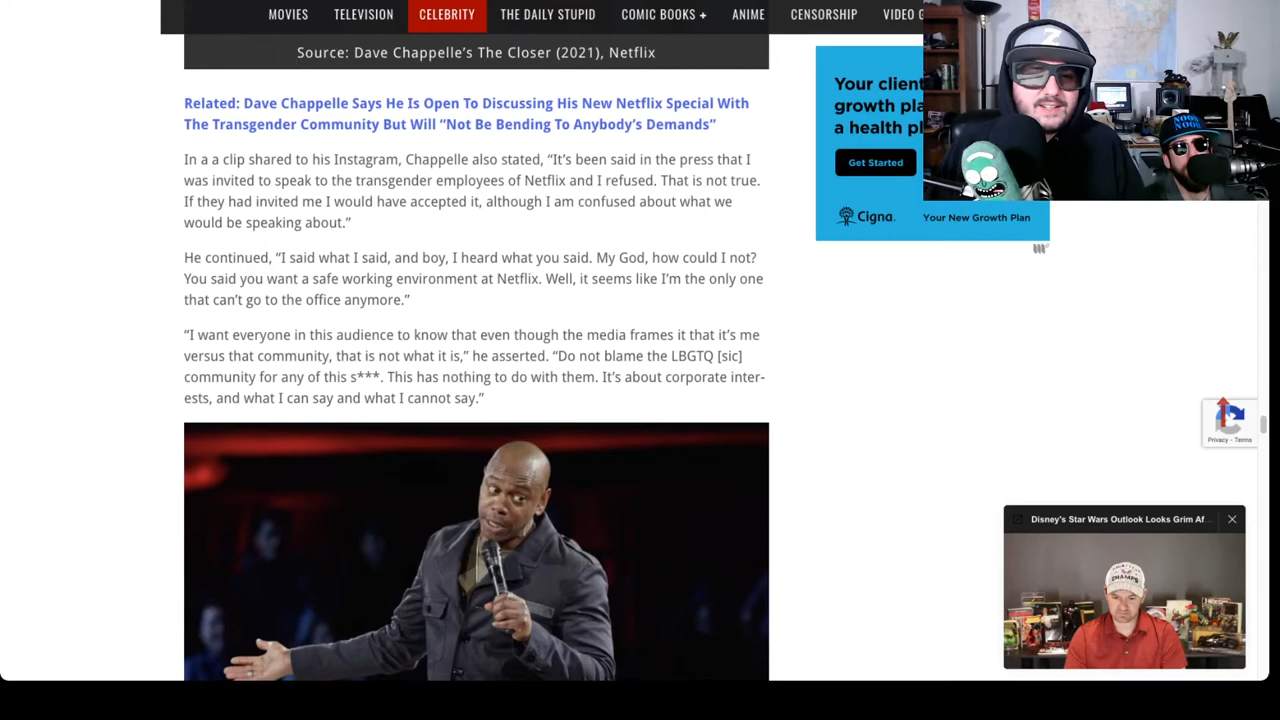 MOVIES TELEVISION CELEBRITY THE DAILY STUPID COMIC BOOKS + ANIME CENSORSHIP VIDEO G
Source: Dave Chappelle’s The Closer (2021), Netflix
Related: Dave Chappelle Says He Is Open To Discussing His New Netflix Special With
The Transgender Community But Will “Not Be Bending To Anybody’s Demands”
In a a clip shared to his Instagram, Chappelle also stated, “It’s been said in the press that I
was invited to speak to the transgender employees of Netflix and I refused. That is not true.
If they had invited me I would have accepted it, although I am confused about what we
would be speaking about.”
He continued, “I said what I said, and boy, I heard what you said. My God, how could I not?
You said you want a safe working environment at Netflix. Well, it seems like I’m the only one
that can’t go to the office anymore.”
“I want everyone in this audience to know that even though the media frames it that it’s me
versus that community, that is not what it is,” he asserted. “Do not blame the LBGTQ [sic]
community for any of this s***. This has nothing to do with them. It’s about corporate inter-
ests, and what I can say and what I cannot say.”
Your client
growth pla
a health pl
Get Started
Cigna.
Your New Growth Plan
Z
Privacy - Terms
Disney's Star Wars Outlook Looks Grim Af...
CHAMPS